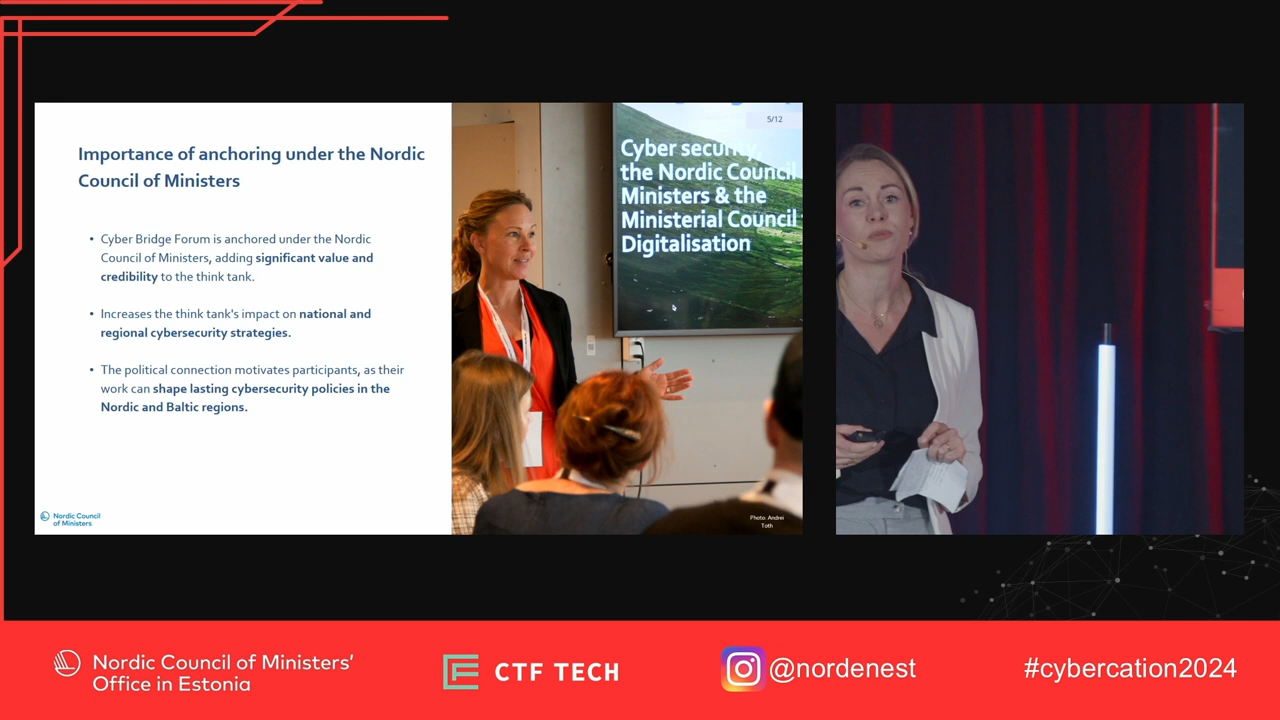 Importance of anchoring under the Nordic
Council of Ministers
• Cyber Bridge Forum is anchored under the Nordic
Council of Ministers, adding significant value and
credibility to the think tank.
• Increases the think tank's impact on national and
regional cybersecurity strategies.
• The political connection motivates participants, as their
work can shape lasting cybersecurity policies in the
Nordic and Baltic regions.
Nordic Council
of Ministers
5/12
Cyber security,
the Nordic Council
Ministers & the
Ministerial Council
Digitalisation
Photo: Andrei
Toth
Nordic Council of Ministers'
Office in Estonia
CTF TECH
@nordenest
#cybercation2024